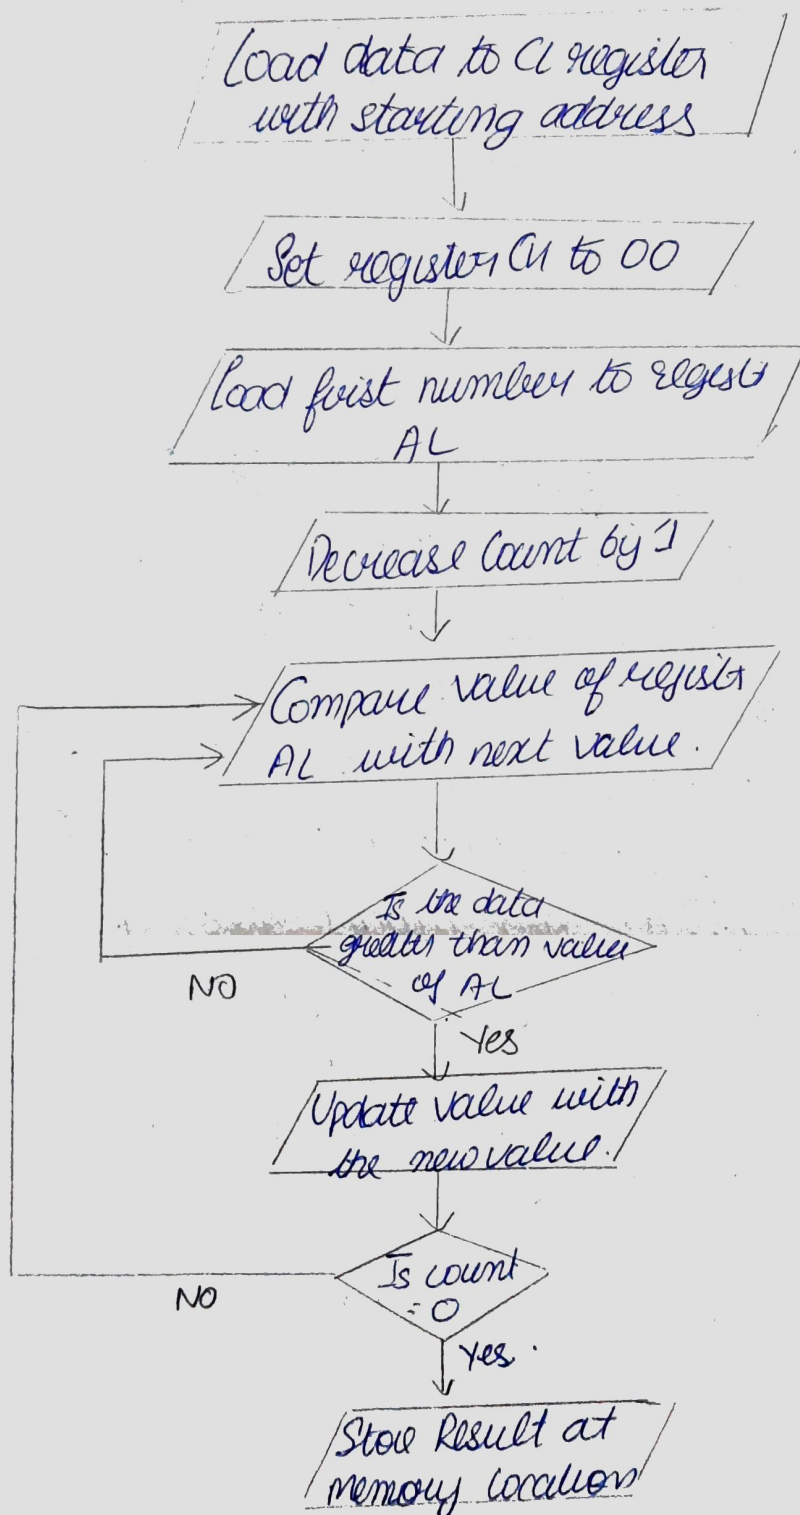 Load data to CL register
with starting address
Set register CH to 00
Load first number to register
AL
Decrease Count by 1
Compare value of register
AL with next value.
Is the data
greater than value
of AL
NO
Yes
Update value with
the new value.
Is count
= 0
NO
Yes.
Store Result at
Memory Location